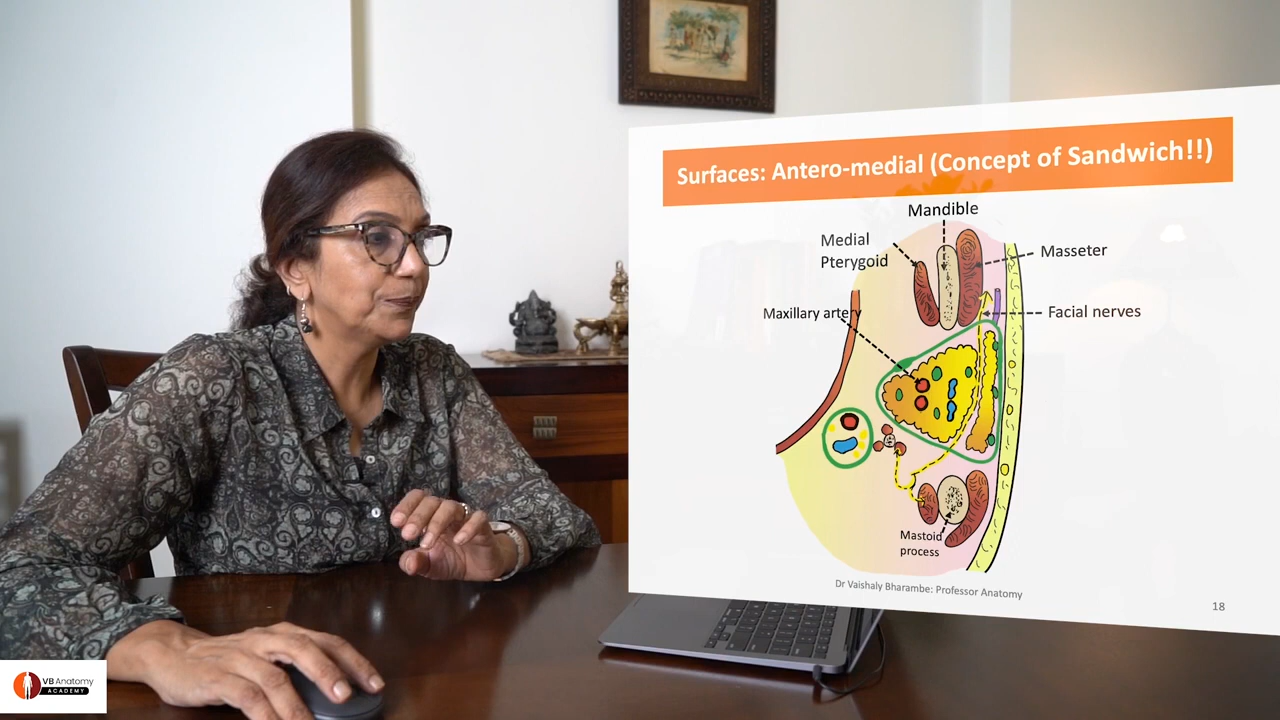 Surfaces: Antero-medial (Concept of Sandwich!!)
Mandible
Medial
Pterygoid
Masseter
Maxillary artery
Facial nerves
Mastoid
process
Dr Vaishaly Bharambe: Professor Anatomy
18
VB Anatomy
ACADEMY